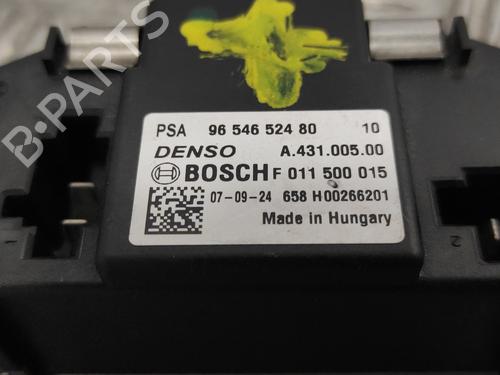 PSA 96 546 524 80 10
DENSO A.431.005.00
BOSCH F 011 500 015
07-09-24 658 H00266201
Made in Hungary
2
B-PARTS